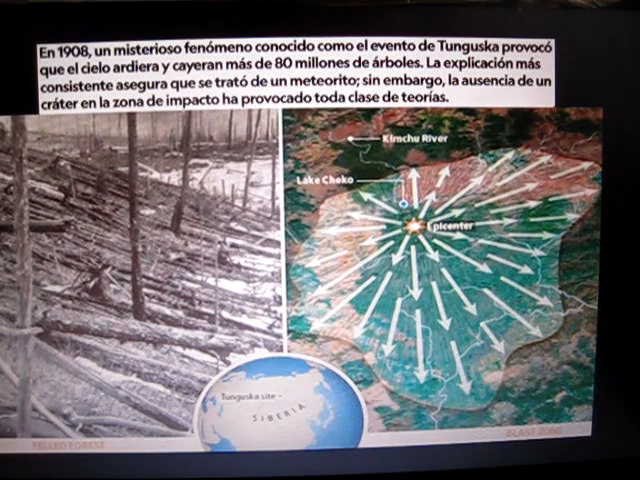 En 1908, un misterioso fenómeno conocido como el evento de Tunguska provocó
que el cielo ardiera y cayeran más de 80 millones de árboles. La explicación más
consistente asegura que se trató de un meteorito; sin embargo, la ausencia de un
cráter en la zona de impacto ha provocado toda clase de teorías.
Kimchu River
Lake Cheko
Epicenter
Tunguska site
SIBERIA
FELLED FOREST
BLAST ZONE